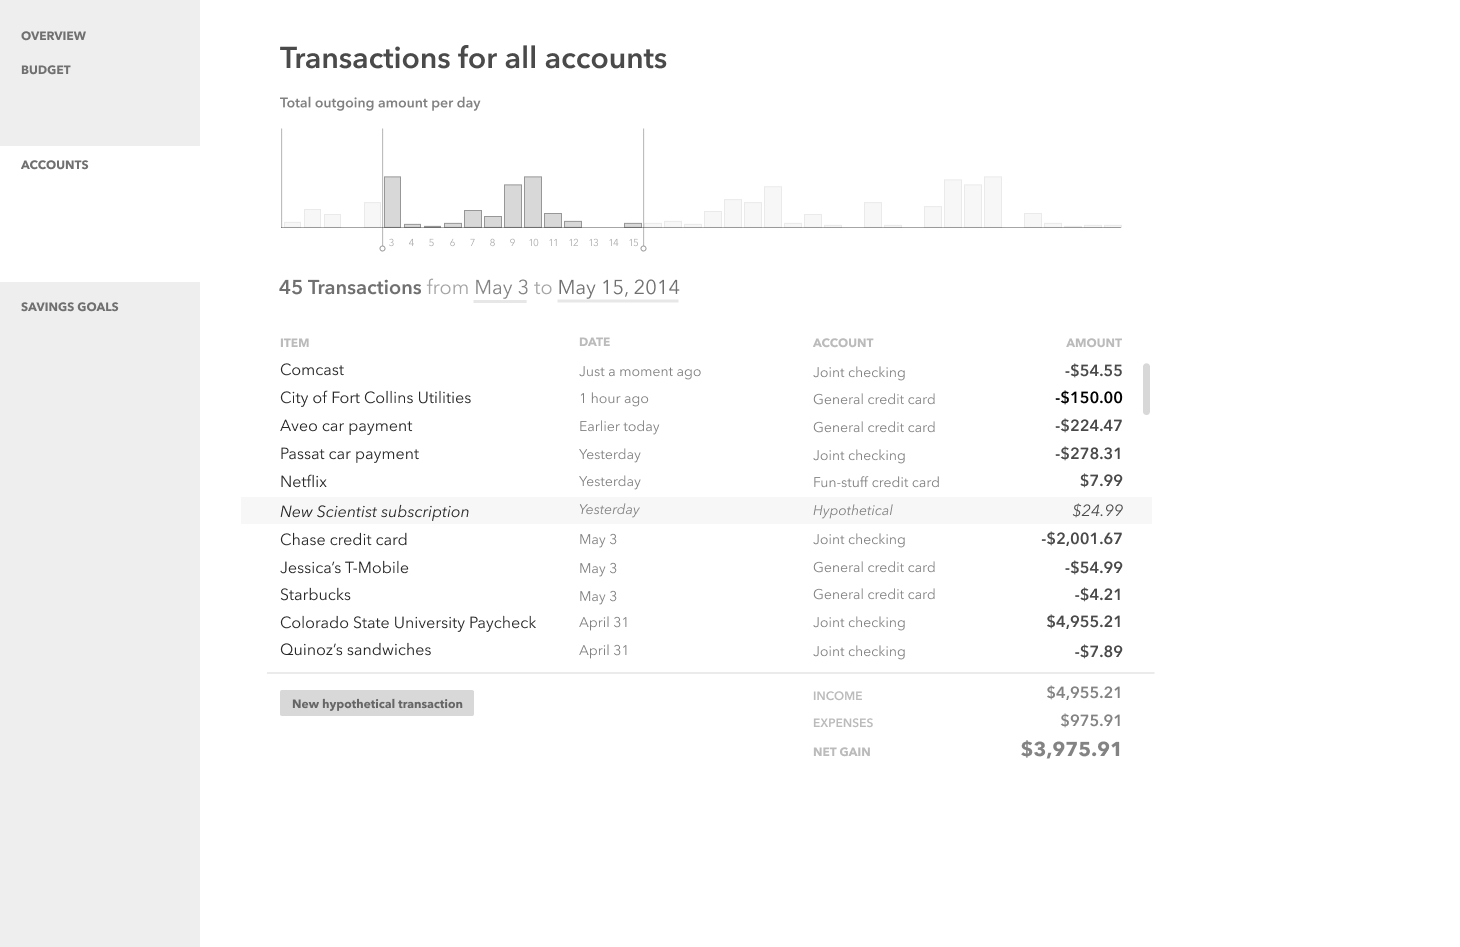 OVERVIEW
BUDGET
ACCOUNTS
SAVINGS GOALS
Transactions for all accounts
Total outgoing amount per day
3 4 5 6 7 8 9 10 11 12 13 14 15
45 Transactions from May 3 to May 15, 2014
ITEM DATE ACCOUNT AMOUNT
Comcast Just a moment ago Joint checking -$54.55
City of Fort Collins Utilities 1 hour ago General credit card -$150.00
Aveo car payment Earlier today General credit card -$224.47
Passat car payment Yesterday Joint checking -$278.31
Netflix Yesterday Fun-stuff credit card $7.99
New Scientist subscription Yesterday Hypothetical $24.99
Chase credit card May 3 Joint checking -$2,001.67
Jessica’s T-Mobile May 3 General credit card -$54.99
Starbucks May 3 General credit card -$4.21
Colorado State University Paycheck April 31 Joint checking $4,955.21
Quinoz’s sandwiches April 31 Joint checking -$7.89
New hypothetical transaction
INCOME $4,955.21
EXPENSES $975.91
NET GAIN $3,975.91